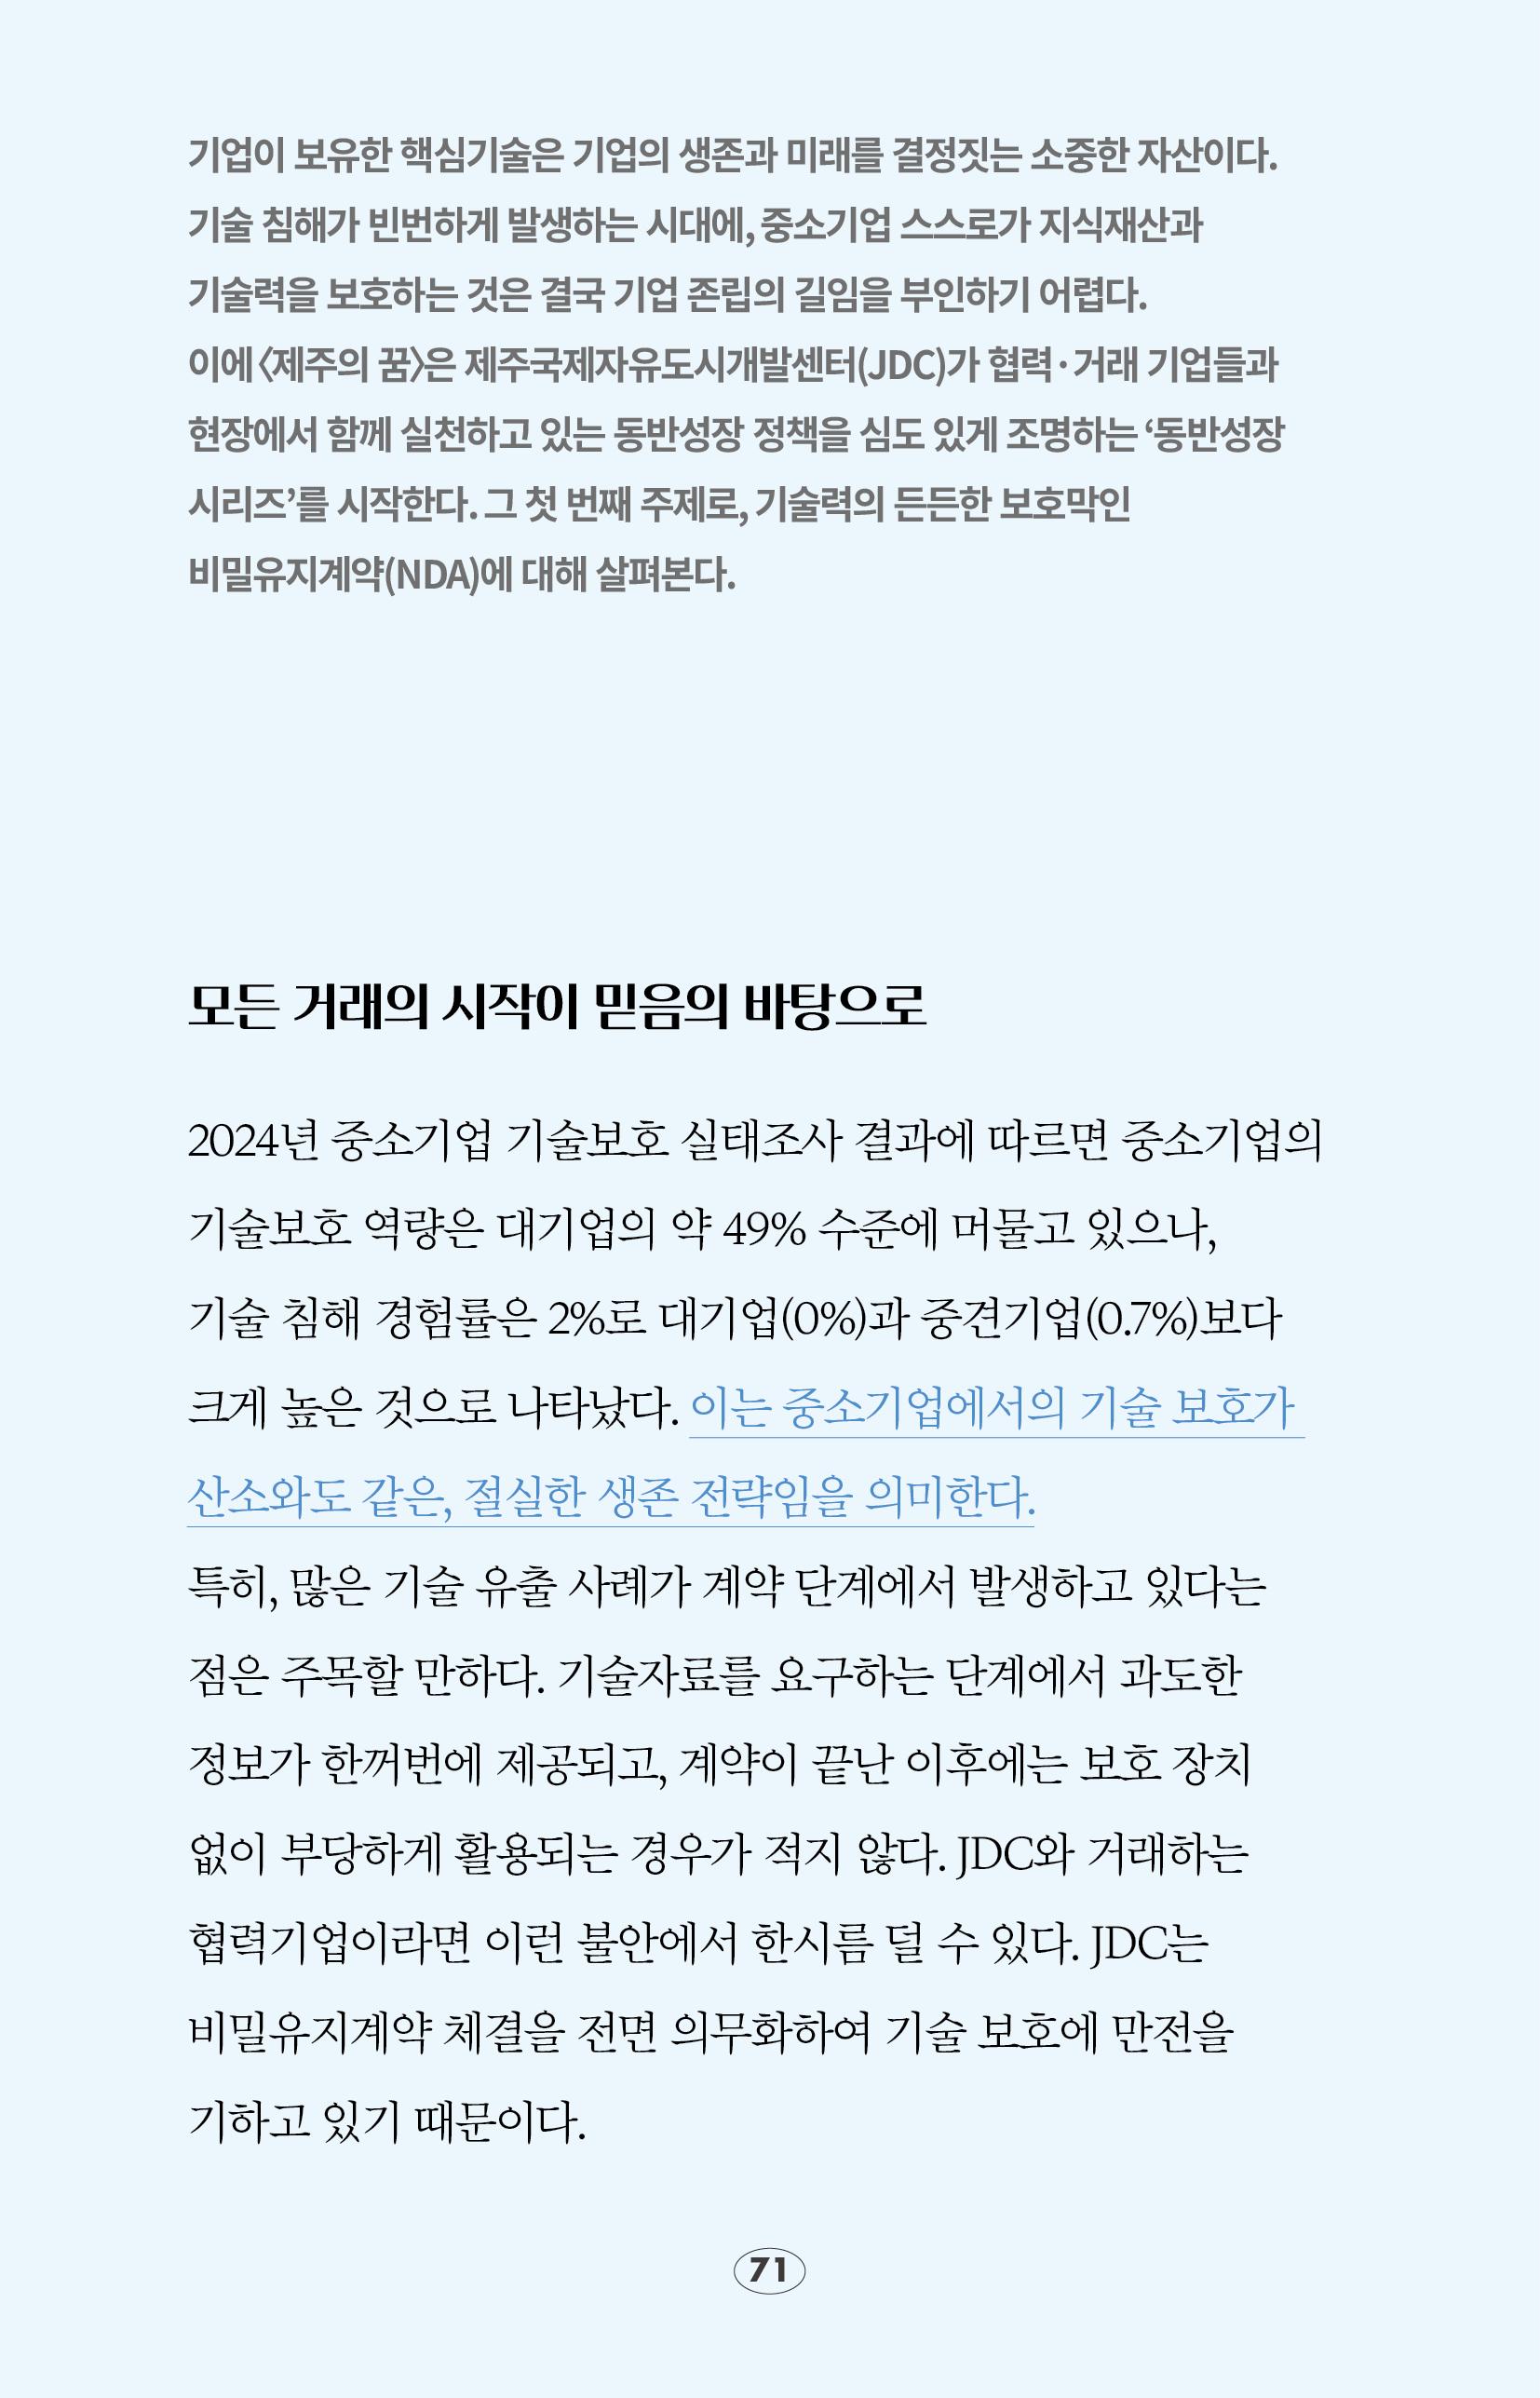 기업이 보유한 핵심기술은 기업의 생존과 미래를 결정짓는 소중한 자산이다.
기술 침해가 빈번하게 발생하는 시대에, 중소기업 스스로가 지식재산과
기술력을 보호하는 것은 결국 기업 존립의 길임을 부인하기 어렵다.
이에 〈제주의 꿈〉은 제주국제자유도시개발센터(JDC)가 협력·거래 기업들과
현장에서 함께 실천하고 있는 동반성장 정책을 심도 있게 조명하는 ‘동반성장
시리즈’를 시작한다. 그 첫 번째 주제로, 기술력의 든든한 보호막인
비밀유지계약(NDA)에 대해 살펴본다.
모든 거래의 시작이 믿음의 바탕으로
2024년 중소기업 기술보호 실태조사 결과에 따르면 중소기업의
기술보호 역량은 대기업의 약 49% 수준에 머물고 있으나,
기술 침해 경험률은 2%로 대기업(0%)과 중견기업(0.7%)보다
크게 높은 것으로 나타났다. 이는 중소기업에서의 기술 보호가
산소와도 같은, 절실한 생존 전략임을 의미한다.
특히, 많은 기술 유출 사례가 계약 단계에서 발생하고 있다는
점은 주목할 만하다. 기술자료를 요구하는 단계에서 과도한
정보가 한꺼번에 제공되고, 계약이 끝난 이후에는 보호 장치
없이 부당하게 활용되는 경우가 적지 않다. JDC와 거래하는
협력기업이라면 이런 불안에서 한시름 덜 수 있다. JDC는
비밀유지계약 체결을 전면 의무화하여 기술 보호에 만전을
기하고 있기 때문이다.
71